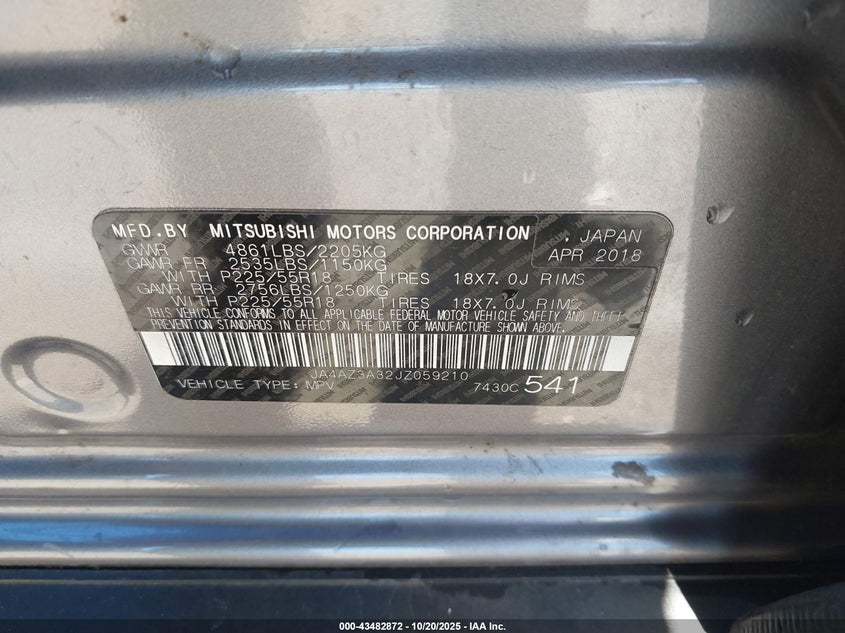 MFD.BY MITSUBISHI MOTORS CORPORATION , JAPAN
GVWR 4861LBS/2205KG APR 2018
GAWR FR 2535LBS/1150KG
WITH P225/55R18 TIRES 18X7.0J RIMS
GAWR RR 2756LBS/1250KG
WITH P225/55R18 TIRES 18X7.0J RIMS
THIS VEHICLE CONFORMS TO ALL APPLICABLE FEDERAL MOTOR VEHICLE SAFETY AND THEFT
PREVENTION STANDARDS IN EFFECT ON THE DATE OF MANUFACTURE SHOWN ABOVE.
JA4AZ3A32JZ059210
VEHICLE TYPE: MPV 7430C 541
000-43482872 | 10/20/2025 - IAA Inc.